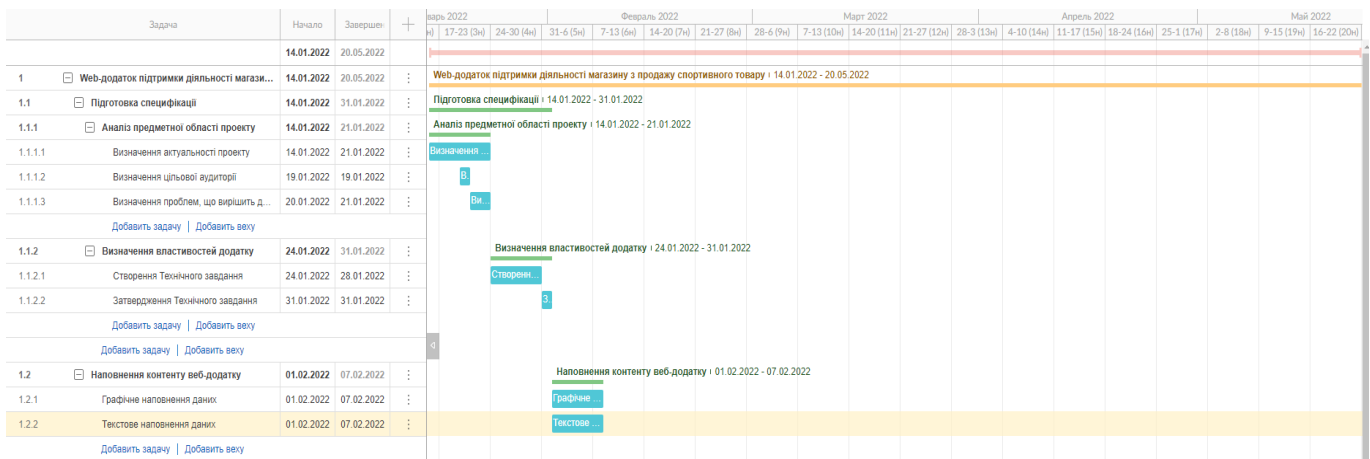 Задача Начало Завершен
14.01.2022 20.05.2022
варь 2022 Февраль 2022 Март 2022 Апрель 2022 Май 2022
н) 17-23 (3н) 24-30 (4н) 31-6 (5н) 7-13 (6н) 14-20 (7н) 21-27 (8н) 28-6 (9н) 7-13 (10н) 14-20 (11н) 21-27 (12н) 28-3 (13н) 4-10 (14н) 11-17 (15н) 18-24 (16н) 25-1 (17н) 2-8 (18н) 9-15 (19н) 16-22 (20н)
1 Web-додаток підтримки діяльності магази... 14.01.2022 20.05.2022
Web-додаток підтримки діяльності магазину з продажу спортивного товару 14.01.2022 - 20.05.2022
1.1 Підготовка специфікації 14.01.2022 31.01.2022
Підготовка специфікації 14.01.2022 - 31.01.2022
1.1.1 Аналіз предметної області проекту 14.01.2022 21.01.2022
Аналіз предметної області проекту 14.01.2022 - 21.01.2022
1.1.1.1 Визначення актуальності проекту 14.01.2022 21.01.2022
Визначення ...
1.1.1.2 Визначення цільової аудиторії 19.01.2022 19.01.2022
В.
1.1.1.3 Визначення проблем, що вирішить д... 20.01.2022 21.01.2022
Ви...
Добавить задачу | Добавить веху
1.1.2 Визначення властивостей додатку 24.01.2022 31.01.2022
Визначення властивостей додатку 24.01.2022 - 31.01.2022
1.1.2.1 Створення Технічного завдання 24.01.2022 28.01.2022
Створенн...
1.1.2.2 Затвердження Технічного завдання 31.01.2022 31.01.2022
З.
Добавить задачу | Добавить веху
Добавить задачу | Добавить веху
1.2 Наповнення контенту веб-додатку 01.02.2022 07.02.2022
Наповнення контенту веб-додатку 01.02.2022 - 07.02.2022
1.2.1 Графічне наповнення даних 01.02.2022 07.02.2022
Графічне ...
1.2.2 Текстове наповнення даних 01.02.2022 07.02.2022
Текстове ...
Добавить задачу | Добавить веху